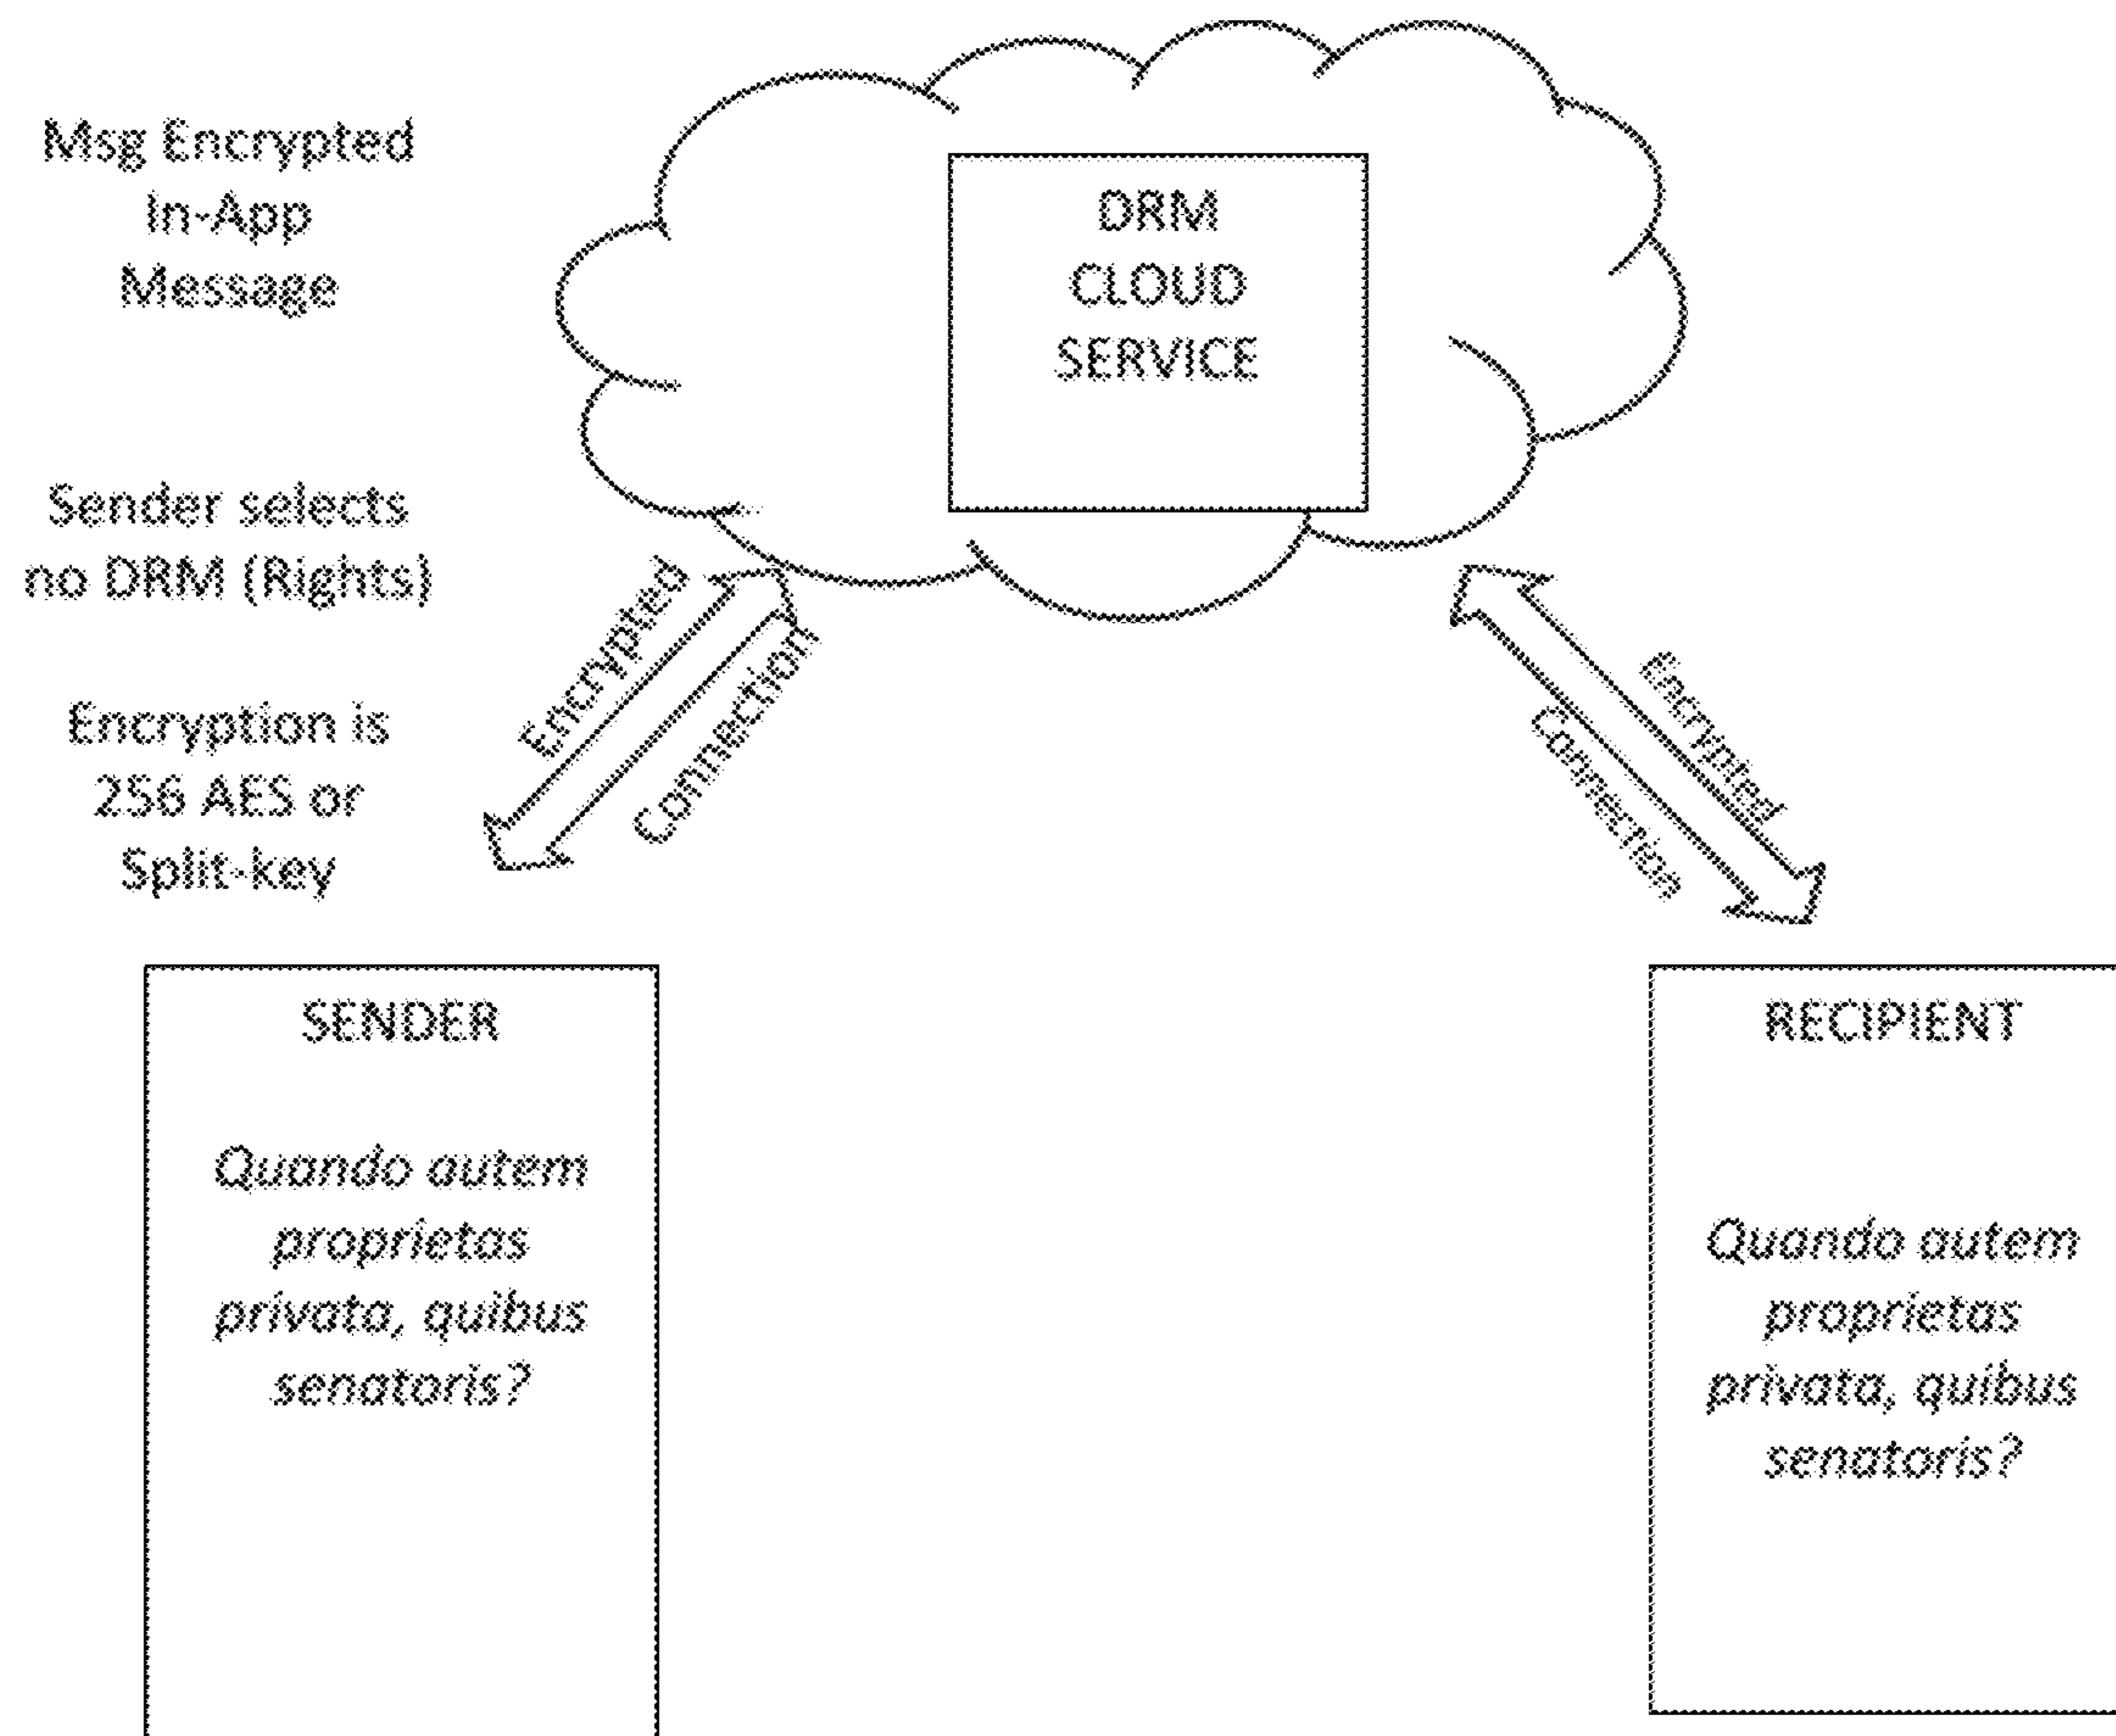 Msg Encrypted
In-App
Message
Sender selects
no DRM (Rights)
Encryption is
256 AES or
Split-key
DRM
CLOUD
SERVICE
Encrypted
Connection
Encrypted
Connection
SENDER
Quando autem
proprietas
privata, quibus
senatoris?
RECIPIENT
Quando autem
proprietas
privata, quibus
senatoris?